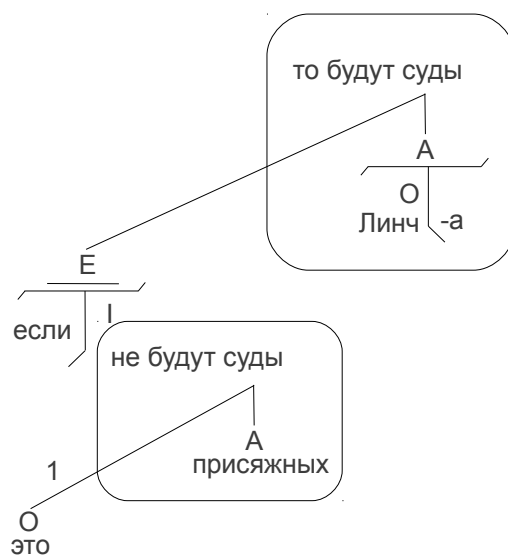 то будут суды
А
О
Линч -а
Е
если I
не будут суды
А
присяжных
1
О
это